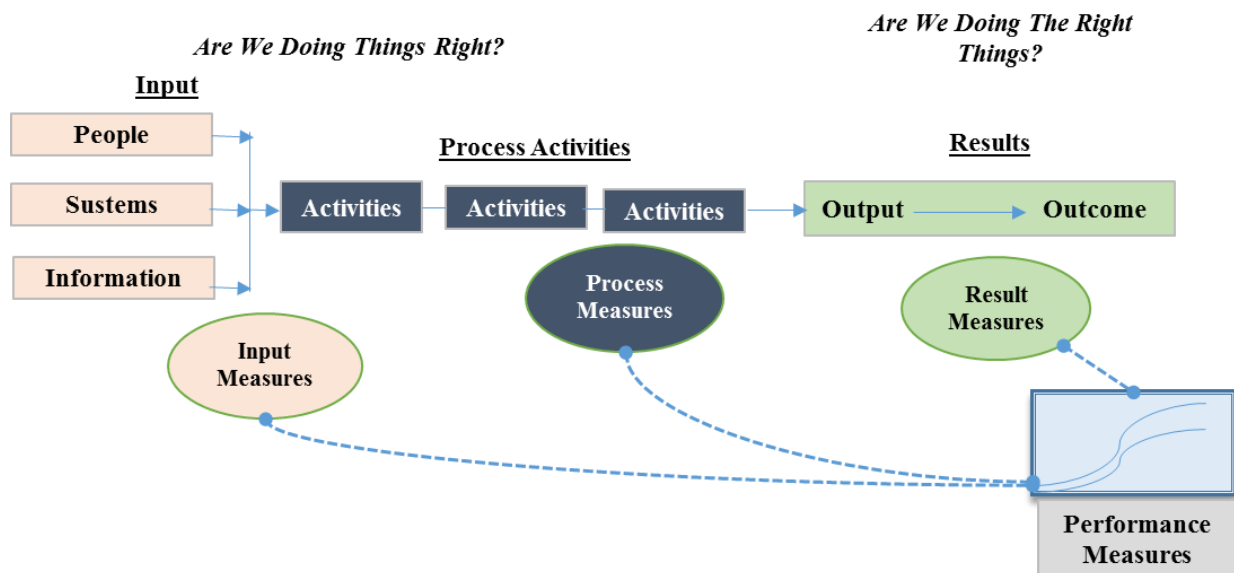 Are We Doing Things Right?
Are We Doing The Right
Things?
Input
People
Sustems
Information
Process Activities
Activities
Activities
Activities
Results
Output
Outcome
Input
Measures
Process
Measures
Result
Measures
Performance
Measures